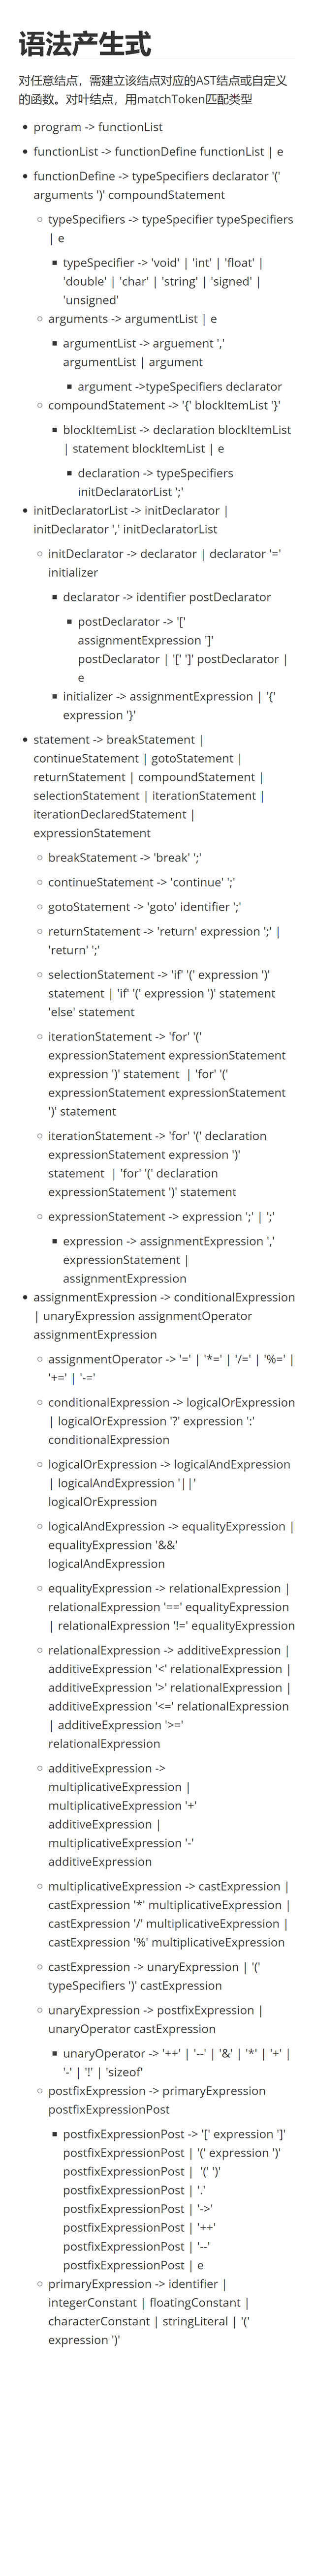 语法产生式
对任意结点，需建立该结点对应的AST结点或自定义
的函数。对叶结点，用matchToken匹配类型
program -> functionList
functionList -> functionDefine functionList | e
functionDefine -> typeSpecifiers declarator '('
arguments ')' compoundStatement
typeSpecifiers -> typeSpecifier typeSpecifiers
| e
typeSpecifier -> 'void' | 'int' | 'float' |
'double' | 'char' | 'string' | 'signed' |
'unsigned'
arguments -> argumentList | e
argumentList -> arguement ','
argumentList | argument
argument ->typeSpecifiers declarator
compoundStatement -> '{' blockItemList '}'
blockItemList -> declaration blockItemList
| statement blockItemList | e
declaration -> typeSpecifiers
initDeclaratorList ';'
initDeclaratorList -> initDeclarator |
initDeclarator ',' initDeclaratorList
initDeclarator -> declarator | declarator '='
initializer
declarator -> identifier postDeclarator
postDeclarator -> '['
assignmentExpression ']'
postDeclarator | '[' ']' postDeclarator |
e
initializer -> assignmentExpression | '{'
expression '}'
statement -> breakStatement |
continueStatement | gotoStatement |
returnStatement | compoundStatement |
selectionStatement | iterationStatement |
iterationDeclaredStatement |
expressionStatement
breakStatement -> 'break' ';'
continueStatement -> 'continue' ';'
gotoStatement -> 'goto' identifier ';'
returnStatement -> 'return' expression ';' |
'return' ';'
selectionStatement -> 'if' '(' expression ')'
statement | 'if' '(' expression ')' statement
'else' statement
iterationStatement -> 'for' '('
expressionStatement expressionStatement
expression ')' statement | 'for' '('
expressionStatement expressionStatement
')' statement
iterationStatement -> 'for' '(' declaration
expressionStatement expression ')'
statement | 'for' '(' declaration
expressionStatement ')' statement
expressionStatement -> expression ';' | ';'
expression -> assignmentExpression ','
expressionStatement |
assignmentExpression
assignmentExpression -> conditionalExpression
| unaryExpression assignmentOperator
assignmentExpression
assignmentOperator -> '=' | '*=' | '/=' | '%=' |
'+=' | '-='
conditionalExpression -> logicalOrExpression
| logicalOrExpression '?' expression ':'
conditionalExpression
logicalOrExpression -> logicalAndExpression
| logicalAndExpression '||'
logicalOrExpression
logicalAndExpression -> equalityExpression |
equalityExpression '&&'
logicalAndExpression
equalityExpression -> relationalExpression |
relationalExpression '==' equalityExpression
| relationalExpression '!=' equalityExpression
relationalExpression -> additiveExpression |
additiveExpression '<' relationalExpression |
additiveExpression '>' relationalExpression |
additiveExpression '<=' relationalExpression
| additiveExpression '>='
relationalExpression
additiveExpression ->
multiplicativeExpression |
multiplicativeExpression '+'
additiveExpression |
multiplicativeExpression '-'
additiveExpression
multiplicativeExpression -> castExpression |
castExpression '*' multiplicativeExpression |
castExpression '/' multiplicativeExpression |
castExpression '%' multiplicativeExpression
castExpression -> unaryExpression | '('
typeSpecifiers ')' castExpression
unaryExpression -> postfixExpression |
unaryOperator castExpression
unaryOperator -> '++' | '--' | '&' | '*' | '+' |
'-' | '!' | 'sizeof'
postfixExpression -> primaryExpression
postfixExpressionPost
postfixExpressionPost -> '[' expression ']'
postfixExpressionPost | '(' expression ')'
postfixExpressionPost | '(' ')'
postfixExpressionPost | '.'
postfixExpressionPost | '->'
postfixExpressionPost | '++'
postfixExpressionPost | '--'
postfixExpressionPost | e
primaryExpression -> identifier |
integerConstant | floatingConstant |
characterConstant | stringLiteral | '('
expression ')'